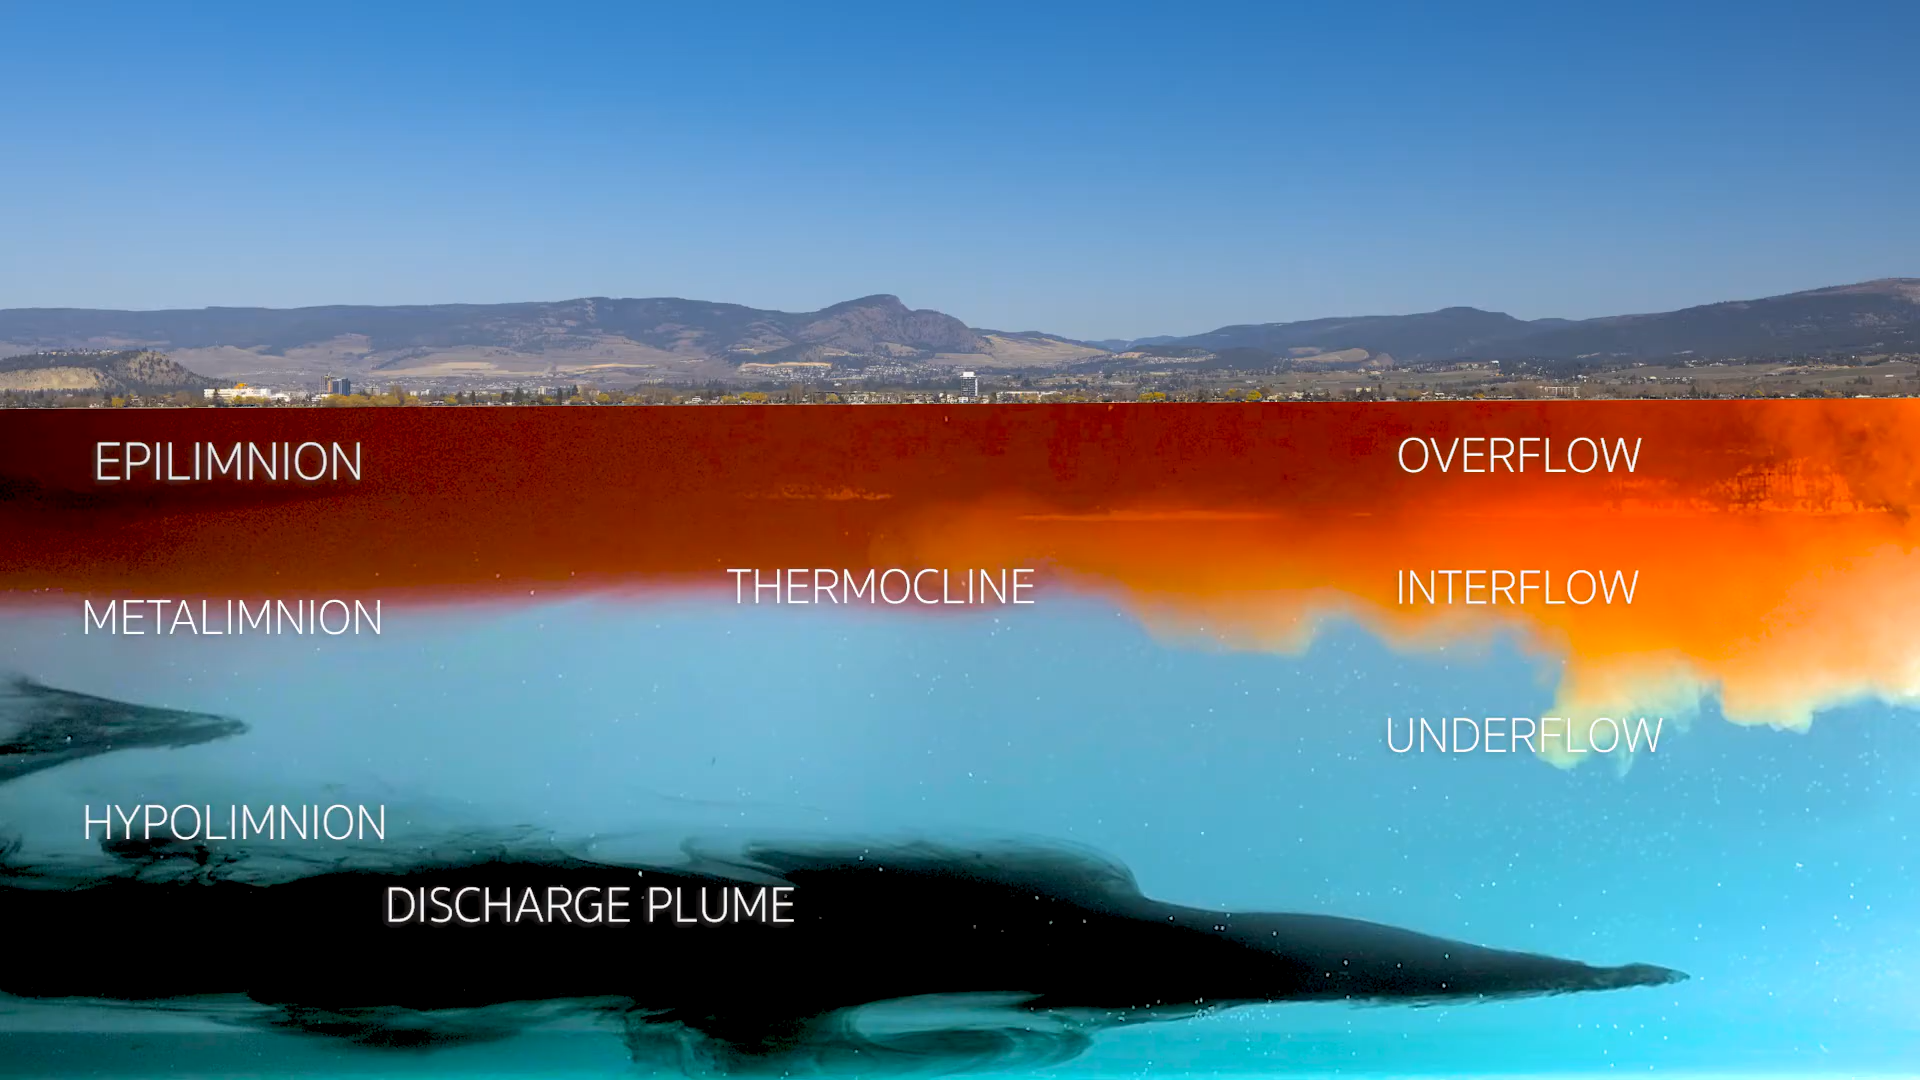 EPILIMNION
OVERFLOW
THERMOCLINE
INTERFLOW
METALIMNION
UNDERFLOW
HYPOLIMNION
DISCHARGE PLUME